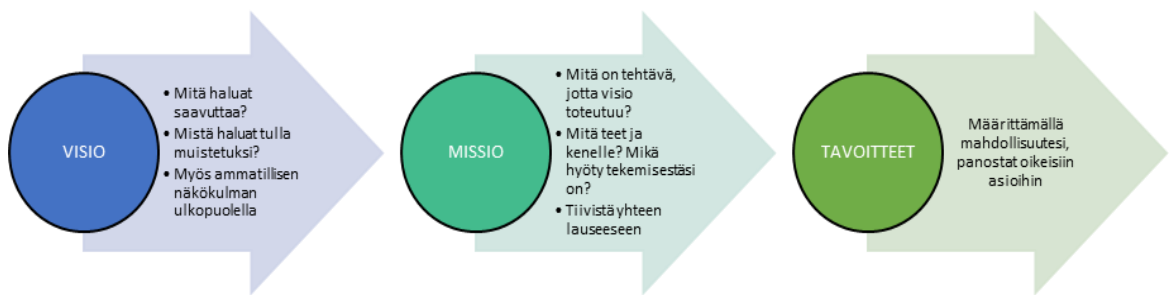 VISIO
• Mitä haluat
saavuttaa?
• Mistä haluat tulla
muistetuksi?
• Myös ammatillisen
näkökulman
ulkopuolella
MISSIO
• Mitä on tehtävä,
jotta visio
toteutuu?
• Mitä teet ja
kenelle? Mikä
hyöty tekemisestäsi
on?
• Tiivistä yhteen
lauseeseen
TAVOITTEET
Määrittämällä
mahdollisuutesi,
panostat oikeisiin
asioihin